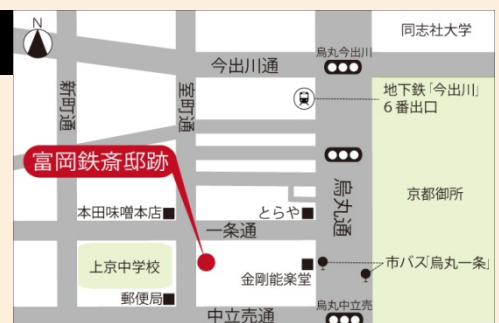 N
同志社大学
烏丸今出川
今出川通
地下鉄「今出川」
6番出口
新町通
室町通
富岡鉄斎邸跡
烏丸通
京都御所
本田味噌本店
とらや
一条通
上京中学校
市バス「烏丸一条」
金剛能楽堂
郵便局
中立売通
烏丸中立売